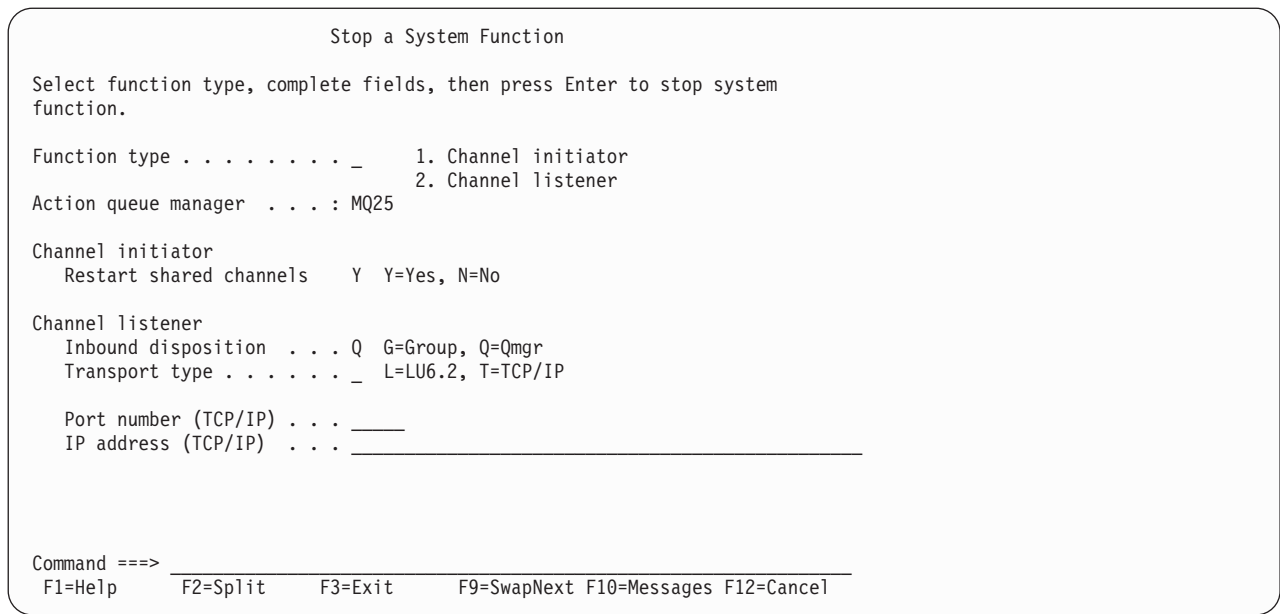 Stop a System Function
Select function type, complete fields, then press Enter to stop system
function.
Function type . . . . . . . . _ 1. Channel initiator
2. Channel listener
Action queue manager . . . : MQ25
Channel initiator
Restart shared channels Y Y=Yes, N=No
Channel listener
Inbound disposition . . . Q G=Group, Q=Qmgr
Transport type . . . . . . _ L=LU6.2, T=TCP/IP
Port number (TCP/IP) . . . _____
IP address (TCP/IP) . . . ________________________________________________
Command ===> ________________________________________________________________
F1=Help F2=Split F3=Exit F9=SwapNext F10=Messages F12=Cancel